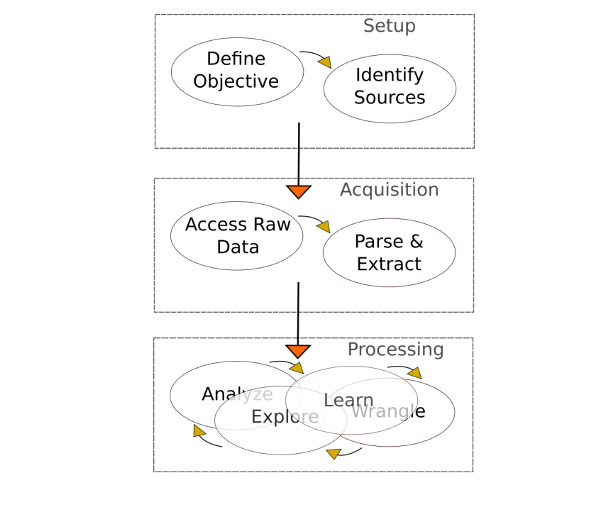 Setup
Define
Objective
Identify
Sources
Acquisition
Access Raw
Data
Parse &
Extract
Processing
Analyze
Learn
Explore
Wrangle